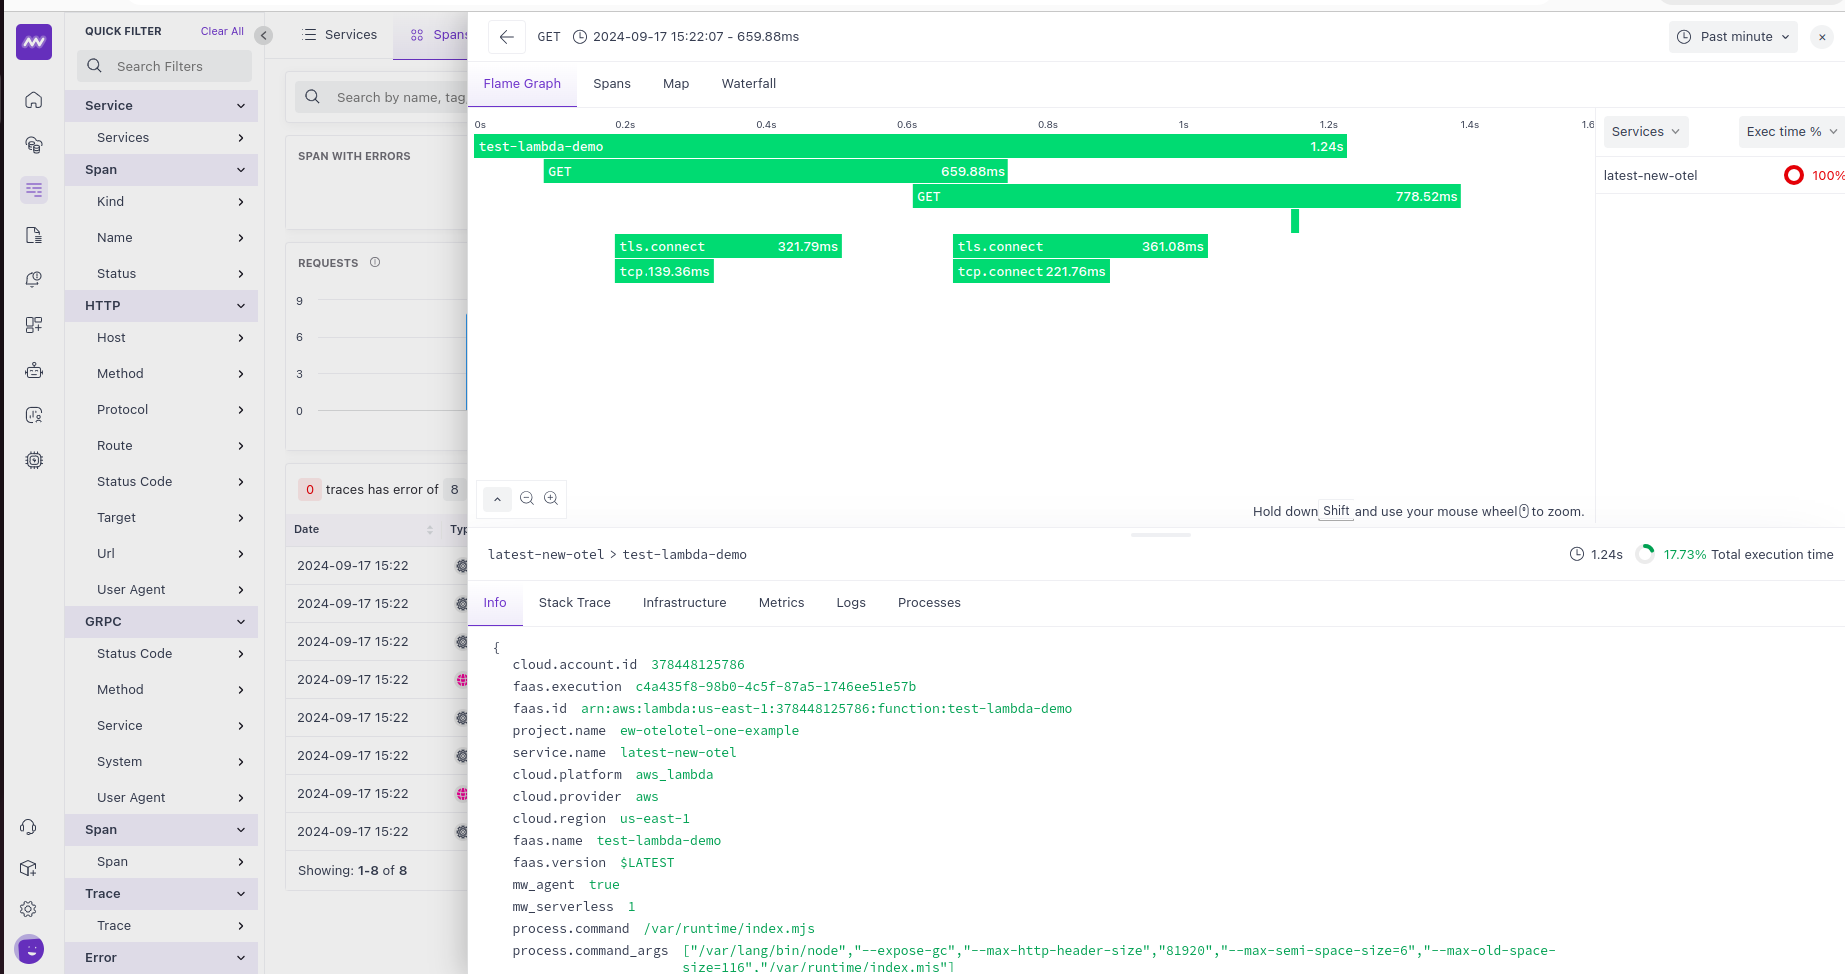 QUICK FILTER
Clear All
Search Filters
Service
Services
Span
Kind
Name
Status
HTTP
Host
Method
Protocol
Route
Status Code
Target
Url
User Agent
GRPC
Status Code
Method
Service
System
User Agent
Span
Span
Trace
Trace
Error
Services
Spans
Search by name, tag
SPAN WITH ERRORS
REQUESTS
9
6
3
0
0 traces has error of 8
Date Typ
2024-09-17 15:22
2024-09-17 15:22
2024-09-17 15:22
2024-09-17 15:22
2024-09-17 15:22
2024-09-17 15:22
2024-09-17 15:22
2024-09-17 15:22
Showing: 1-8 of 8
GET 2024-09-17 15:22:07 - 659.88ms
Past minute
Flame Graph Spans Map Waterfall
0s 0.2s 0.4s 0.6s 0.8s 1s 1.2s 1.4s 1.6
test-lambda-demo 1.24s
GET 659.88ms
GET 778.52ms
tls.connect 321.79ms tls.connect 361.08ms
tcp.139.36ms tcp.connect 221.76ms
Services Exec time %
latest-new-otel 100%
Hold down Shift and use your mouse wheel to zoom.
latest-new-otel > test-lambda-demo
1.24s 17.73% Total execution time
Info Stack Trace Infrastructure Metrics Logs Processes
{
cloud.account.id 378448125786
faas.execution c4a435f8-98b0-4c5f-87a5-1746ee51e57b
faas.id arn:aws:lambda:us-east-1:378448125786:function:test-lambda-demo
project.name ew-otelotel-one-example
service.name latest-new-otel
cloud.platform aws_lambda
cloud.provider aws
cloud.region us-east-1
faas.name test-lambda-demo
faas.version $LATEST
mw_agent true
mw_serverless 1
process.command /var/runtime/index.mjs
process.command_args ["/var/lang/bin/node","--expose-gc","--max-http-header-size","81920","--max-semi-space-size=6","--max-old-space-
size=116","/var/runtime/index.mjs"]